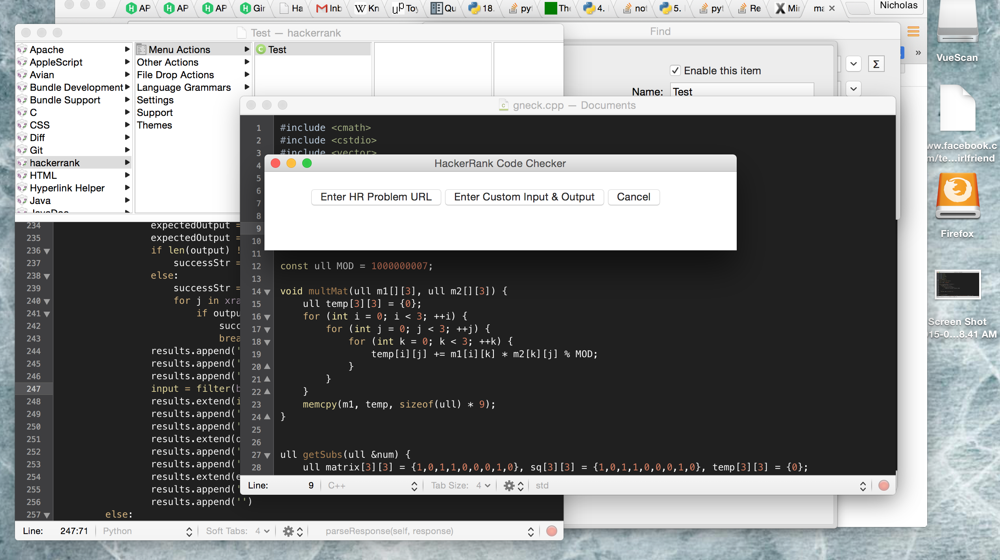 AP
AP
AP
Gir
Ha
Inb
W Kn
μP Toy
Qu
18.
pyt
The
4.
not
5.
pyt
Re
Mir
ma ×
Nicholas
Test — hackerrank
Find
Apache
AppleScript
Avian
Bundle Development
Bundle Support
C
CSS
Diff
Git
hackerrank
HTML
Hyperlink Helper
Java
JavaDoc
Menu Actions
Other Actions
File Drop Actions
Language Grammars
Settings
Support
Themes
C Test
Enable this item
Name: Test
Σ
»
VueScan
ww.facebook.c
m/te...irlfriend
Firefox
Screen Shot
15-0...8.41 AM
gneck.cpp — Documents
1 #include <cmath>
2 #include <cstdio>
3 #include <vector>
4
5
6
7
8
9
10
11
12 const ull MOD = 1000000007;
13
14 void multMat(ull m1[][3], ull m2[][3]) {
15 ull temp[3][3] = {0};
16 for (int i = 0; i < 3; ++i) {
17 for (int j = 0; j < 3; ++j) {
18 for (int k = 0; k < 3; ++k) {
19 temp[i][j] += m1[i][k] * m2[k][j] % MOD;
20 }
21 }
22 }
23 memcpy(m1, temp, sizeof(ull) * 9);
24 }
25
26
27 ull getSubs(ull &num) {
28 ull matrix[3][3] = {1,0,1,1,0,0,0,1,0}, sq[3][3] = {1,0,1,1,0,0,0,1,0}, temp[3][3] = {0};
Line: 9 C++ Tab Size: 4 std
HackerRank Code Checker
Enter HR Problem URL
Enter Custom Input & Output
Cancel
234 expectedOutput =
235 expectedOutput =
236 if len(output) !
237 successStr =
238 else:
239 successStr =
240 for j in xra
241 if outpu
242 succ
243 brea
244 results.append('
245 results.append('
246 results.append('
247 input = filter(b
248 results.extend(i
249 results.append('
250 results.append('
251 results.extend(o
252 results.append('
253 results.append('
254 results.extend(e
255 results.append('
256 results.append('')
257 else:
Line: 247:71 Python Soft Tabs: 4 parseResponse(self, response)